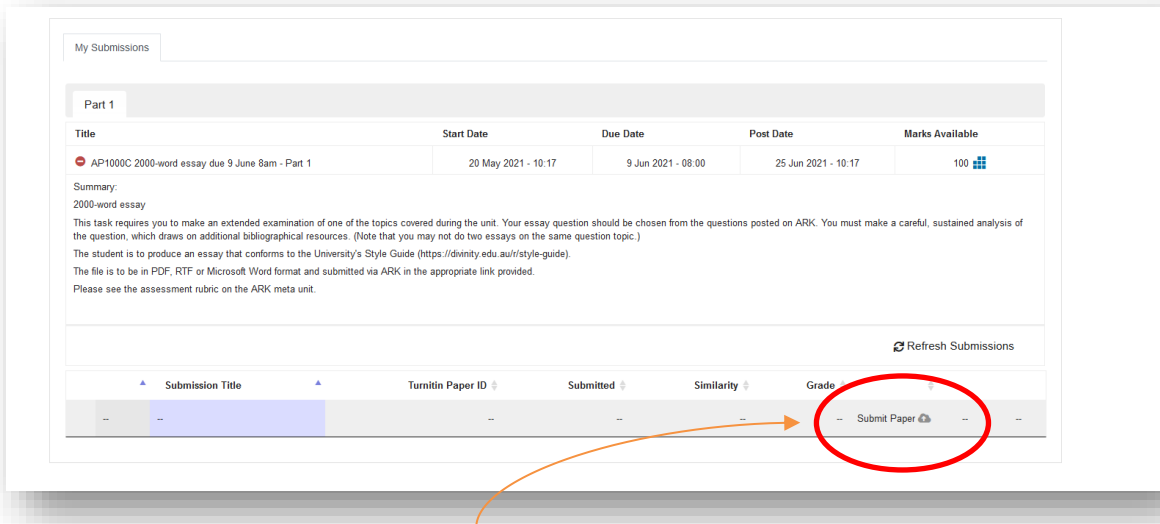 My Submissions
Part 1
Title Start Date Due Date Post Date Marks Available
AP1000C 2000-word essay due 9 June 8am - Part 1 20 May 2021 - 10:17 9 Jun 2021 - 08:00 25 Jun 2021 - 10:17 100
Summary:
2000-word essay
This task requires you to make an extended examination of one of the topics covered during the unit. Your essay question should be chosen from the questions posted on ARK. You must make a careful, sustained analysis of
the question, which draws on additional bibliographical resources. (Note that you may not do two essays on the same question topic.)
The student is to produce an essay that conforms to the University's Style Guide (https://divinity.edu.au/r/style-guide).
The file is to be in PDF, RTF or Microsoft Word format and submitted via ARK in the appropriate link provided.
Please see the assessment rubric on the ARK meta unit.
Refresh Submissions
Submission Title Turnitin Paper ID Submitted Similarity Grade
-- -- -- -- -- -- Submit Paper -- --